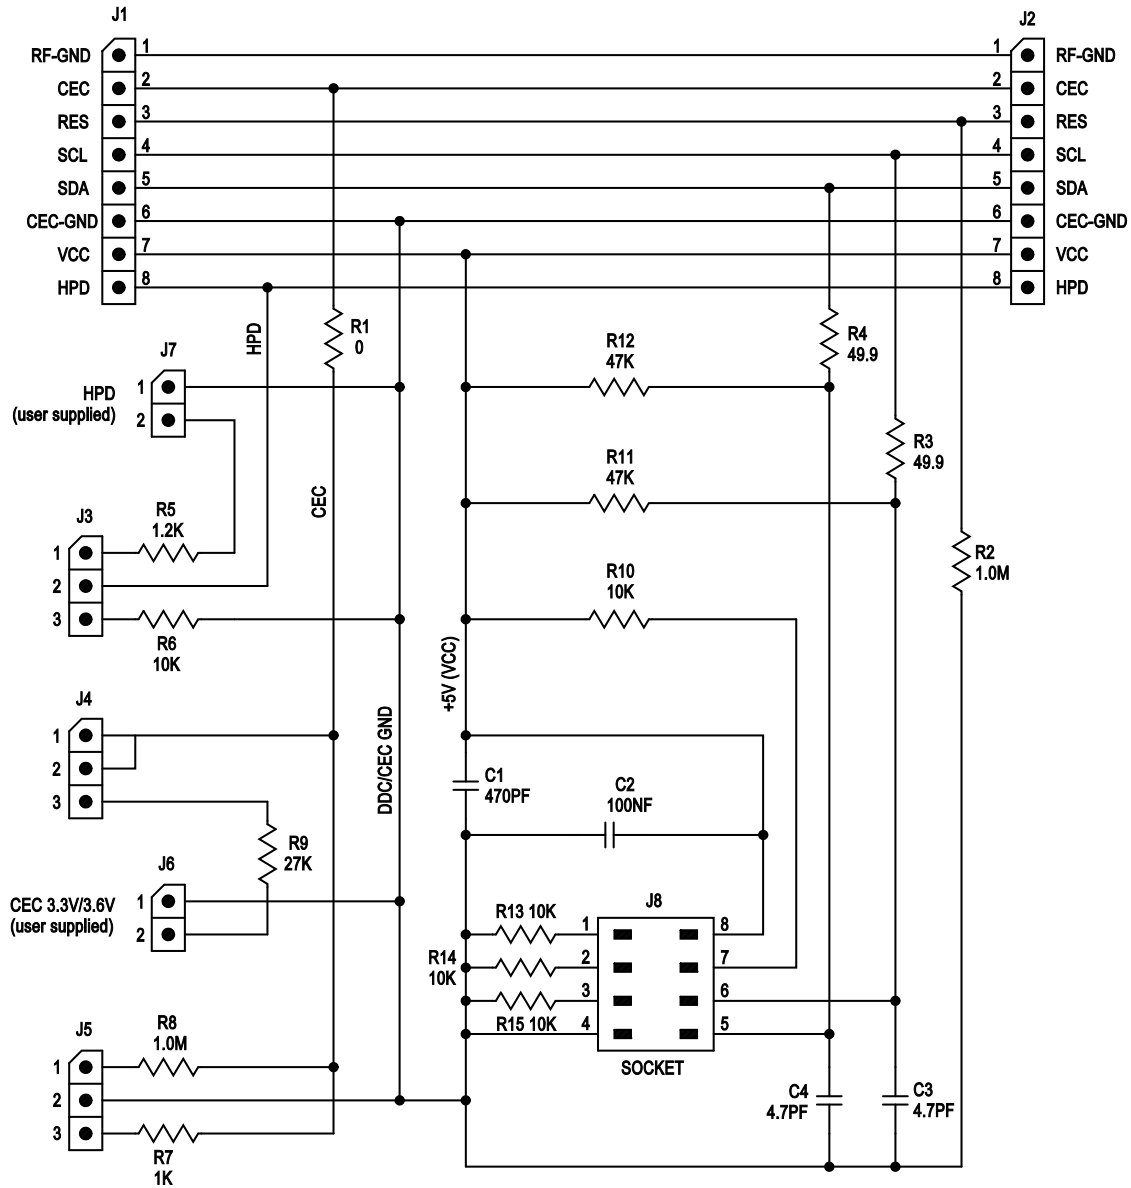 J1
J2
RF-GND 1 1 RF-GND
CEC 2 2 CEC
RES 3 3 RES
SCL 4 4 SCL
SDA 5 5 SDA
CEC-GND 6 6 CEC-GND
VCC 7 7 VCC
HPD 8 8 HPD
HPD
R1
0
R12
47K
R4
49.9
J7
HPD
(user supplied)
1
2
R11
47K
R3
49.9
CEC
J3
R5
1.2K
1
2
3
R6
10K
R10
10K
R2
1.0M
+5V (VCC)
DDC/CEC GND
J4
1
2
3
C1
470PF
C2
100NF
R9
27K
J6
CEC 3.3V/3.6V
(user supplied)
1
2
J8
R13 10K
R14
10K
R15 10K
1 8
2 7
3 6
4 5
SOCKET
J5
R8
1.0M
1
2
3
R7
1K
C4
4.7PF
C3
4.7PF